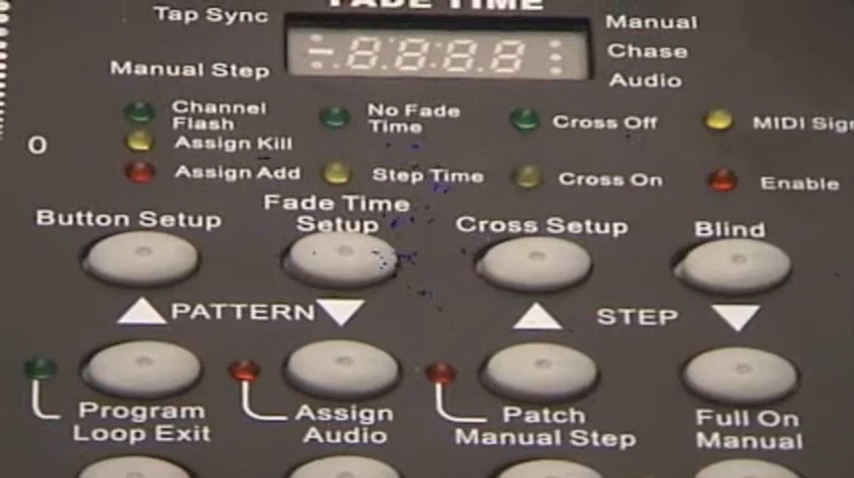 FADE TIME
Tap Sync
Manual
Chase
Manual Step
Audio
Channel
Flash
No Fade
Time
Cross Off
0
Assign Kill
Assign Add
Step Time
Cross On
Enable
Button Setup
Fade Time
Setup
Cross Setup
Blind
PATTERN
STEP
Program
Loop Exit
Assign
Audio
Patch
Manual Step
Full On
Manual